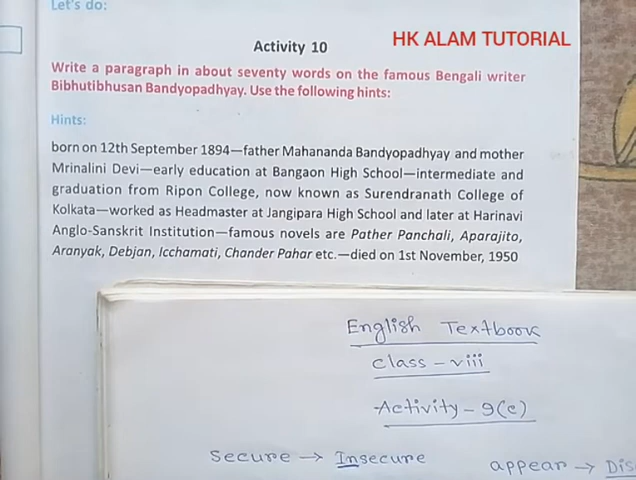 Let's do:
HK ALAM TUTORIAL
Activity 10
Write a paragraph in about seventy words on the famous Bengali writer
Bibhutibhusan Bandyopadhyay. Use the following hints:
Hints:
born on 12th September 1894—father Mahananda Bandyopadhyay and mother
Mrinalini Devi—early education at Bangaon High School—intermediate and
graduation from Ripon College, now known as Surendranath College of
Kolkata—worked as Headmaster at Jangipara High School and later at Harinavi
Anglo-Sanskrit Institution—famous novels are Pather Panchali, Aparajito,
Aranyak, Debjan, Icchamati, Chander Pahar etc.—died on 1st November, 1950
English Textbook
class - viii
Activity - 9(c)
Secure → Insecure appear → Dis